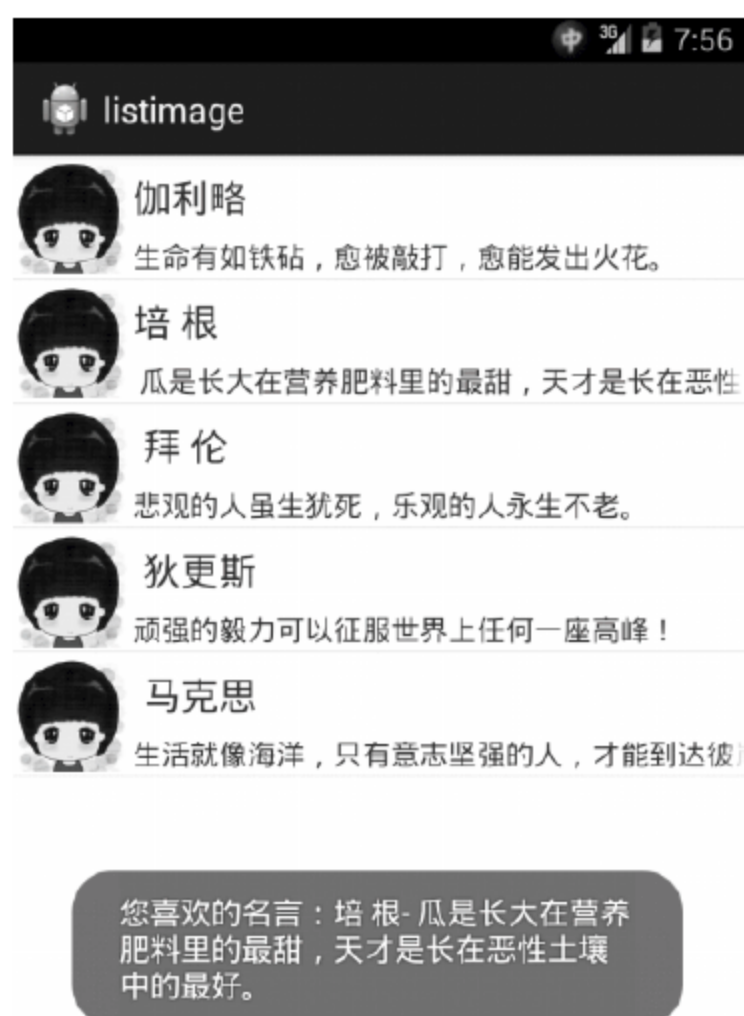 中 3G 7:56
listimage
伽利略
生命有如铁砧，愈被敲打，愈能发出火花。
培 根
瓜是长大在营养肥料里的最甜，天才是长在恶性
拜 伦
悲观的人虽生犹死，乐观的人永生不老。
狄更斯
顽强的毅力可以征服世界上任何一座高峰！
马克思
生活就像海洋，只有意志坚强的人，才能到达彼
您喜欢的名言：培 根- 瓜是长大在营养
肥料里的最甜，天才是长在恶性土壤
中的最好。